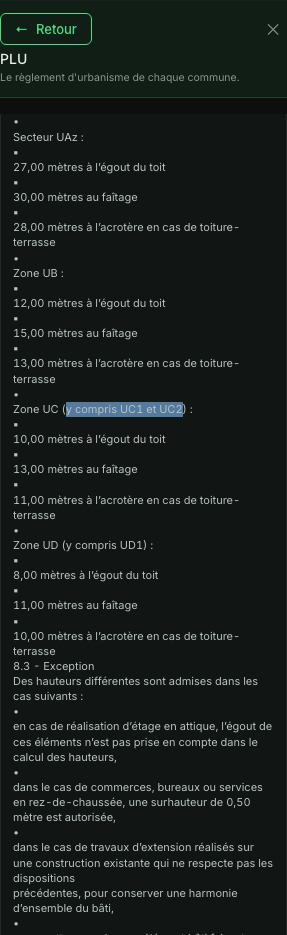 ← Retour
PLU
Le règlement d'urbanisme de chaque commune.
•
Secteur UAz :
▪
27,00 mètres à l’égout du toit
▪
30,00 mètres au faîtage
▪
28,00 mètres à l’acrotère en cas de toiture-
terrasse
•
Zone UB :
▪
12,00 mètres à l’égout du toit
▪
15,00 mètres au faîtage
▪
13,00 mètres à l’acrotère en cas de toiture-
terrasse
•
Zone UC (y compris UC1 et UC2) :
▪
10,00 mètres à l’égout du toit
▪
13,00 mètres au faîtage
▪
11,00 mètres à l’acrotère en cas de toiture-
terrasse
•
Zone UD (y compris UD1) :
▪
8,00 mètres à l’égout du toit
▪
11,00 mètres au faîtage
▪
10,00 mètres à l’acrotère en cas de toiture-
terrasse
8.3 - Exception
Des hauteurs différentes sont admises dans les
cas suivants :
•
en cas de réalisation d’étage en attique, l’égout de
ces éléments n’est pas prise en compte dans le
calcul des hauteurs,
•
dans le cas de commerces, bureaux ou services
en rez-de-chaussée, une surhauteur de 0,50
mètre est autorisée,
•
dans le cas de travaux d’extension réalisés sur
une construction existante qui ne respecte pas les
dispositions
précédentes, pour conserver une harmonie
d’ensemble du bâti,
•